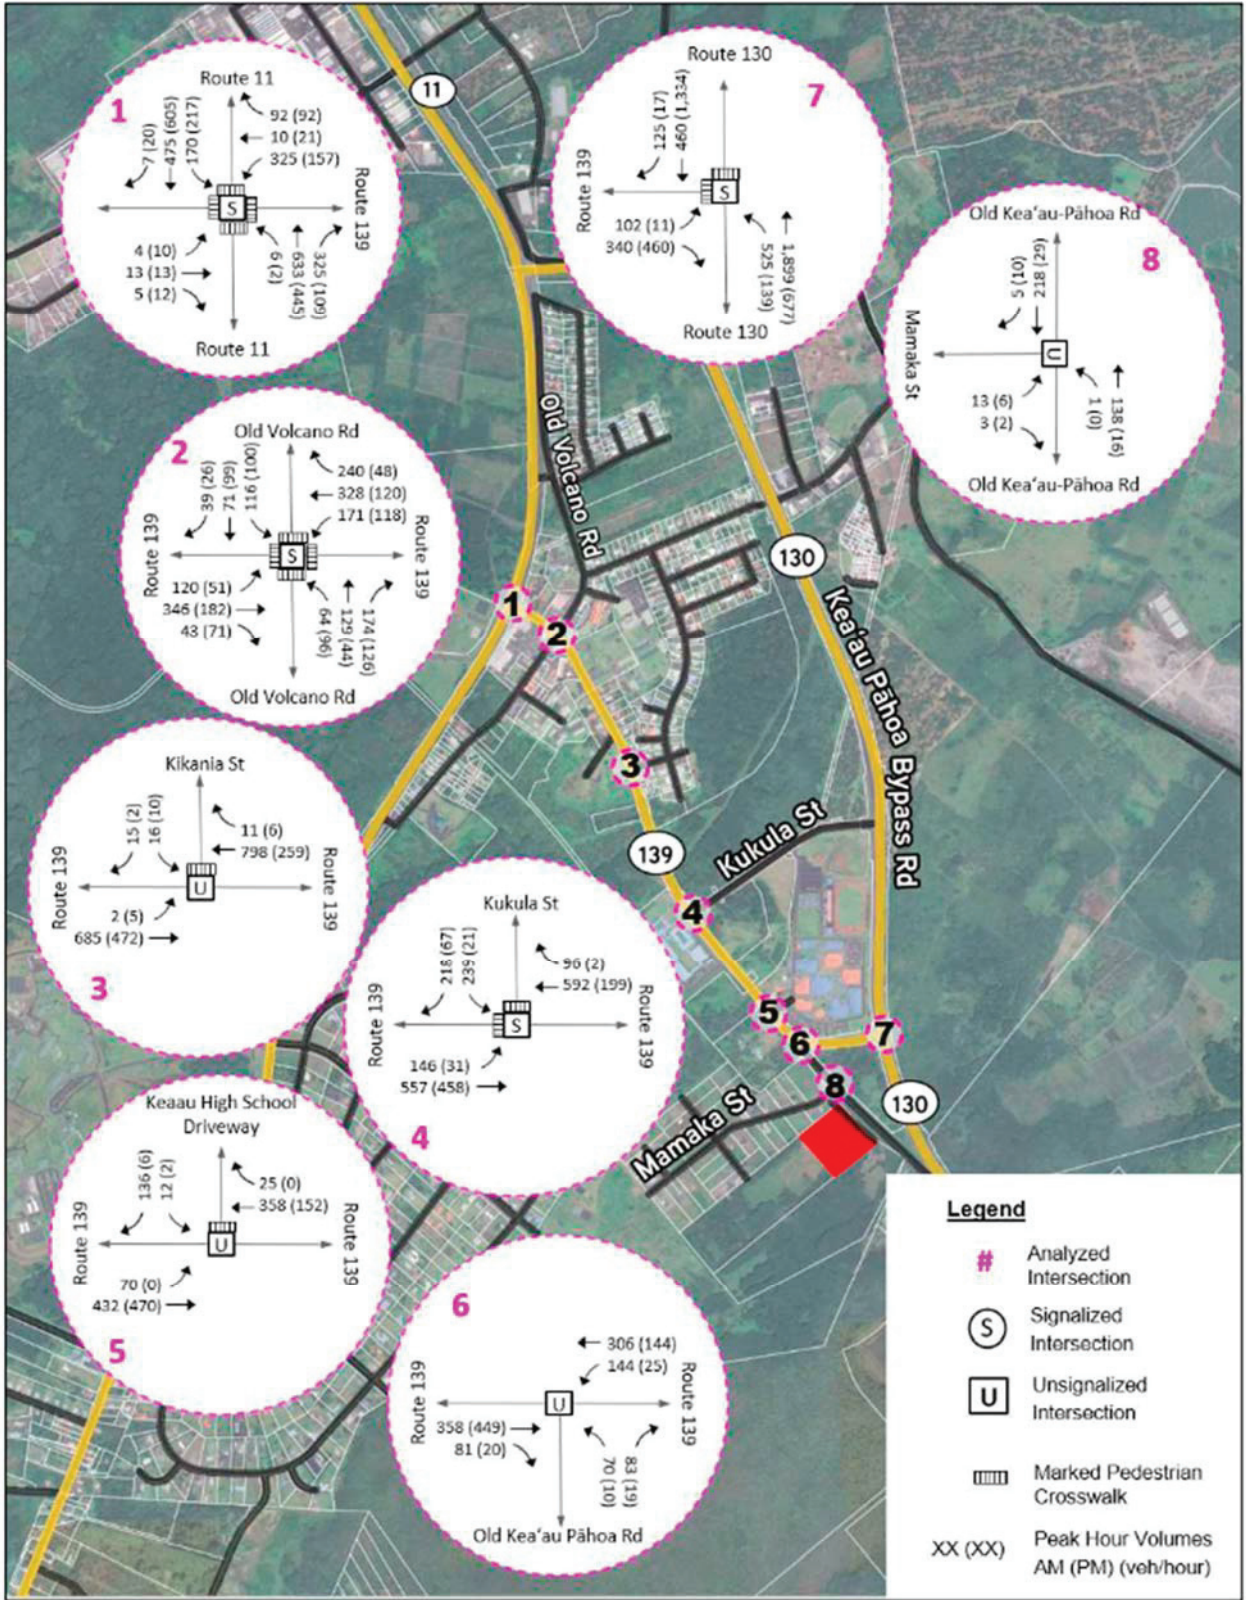 1
Route 11
7 (20)
475 (605)
170 (217)
92 (92)
10 (21)
325 (157)
Route 139
S
4 (10)
13 (13)
5 (12)
6 (2)
633 (445)
325 (109)
Route 11
11
7
Route 130
125 (17)
460 (1,334)
Route 139
S
102 (11)
340 (460)
525 (139)
1,899 (677)
Route 130
8
Old Keaʻau-Pāhoa Rd
5 (10)
218 (29)
Mamaka St
U
13 (6)
3 (2)
1 (0)
138 (16)
Old Keaʻau-Pāhoa Rd
2
Old Volcano Rd
39 (26)
71 (99)
116 (100)
240 (48)
328 (120)
171 (118)
Route 139
Route 139
S
120 (51)
346 (182)
43 (71)
64 (96)
129 (44)
174 (126)
Old Volcano Rd
Old Volcano Rd
130
Keaʻau Pāhoa Bypass Rd
1
2
3
139
Kukula St
4
5
6
7
8
130
Mamaka St
Kikania St
15 (2)
16 (10)
11 (6)
798 (259)
Route 139
Route 139
U
2 (5)
685 (472)
3
Kukula St
218 (67)
239 (21)
96 (2)
592 (199)
Route 139
Route 139
S
146 (31)
557 (458)
4
Keaau High School
Driveway
136 (6)
12 (2)
25 (0)
358 (152)
Route 139
Route 139
U
70 (0)
432 (470)
5
6
306 (144)
144 (25)
Route 139
Route 139
U
358 (449)
81 (20)
70 (10)
83 (19)
Old Keaʻau Pāhoa Rd
Legend
# Analyzed
Intersection
S Signalized
Intersection
U Unsignalized
Intersection
Marked Pedestrian
Crosswalk
XX (XX) Peak Hour Volumes
AM (PM) (veh/hour)